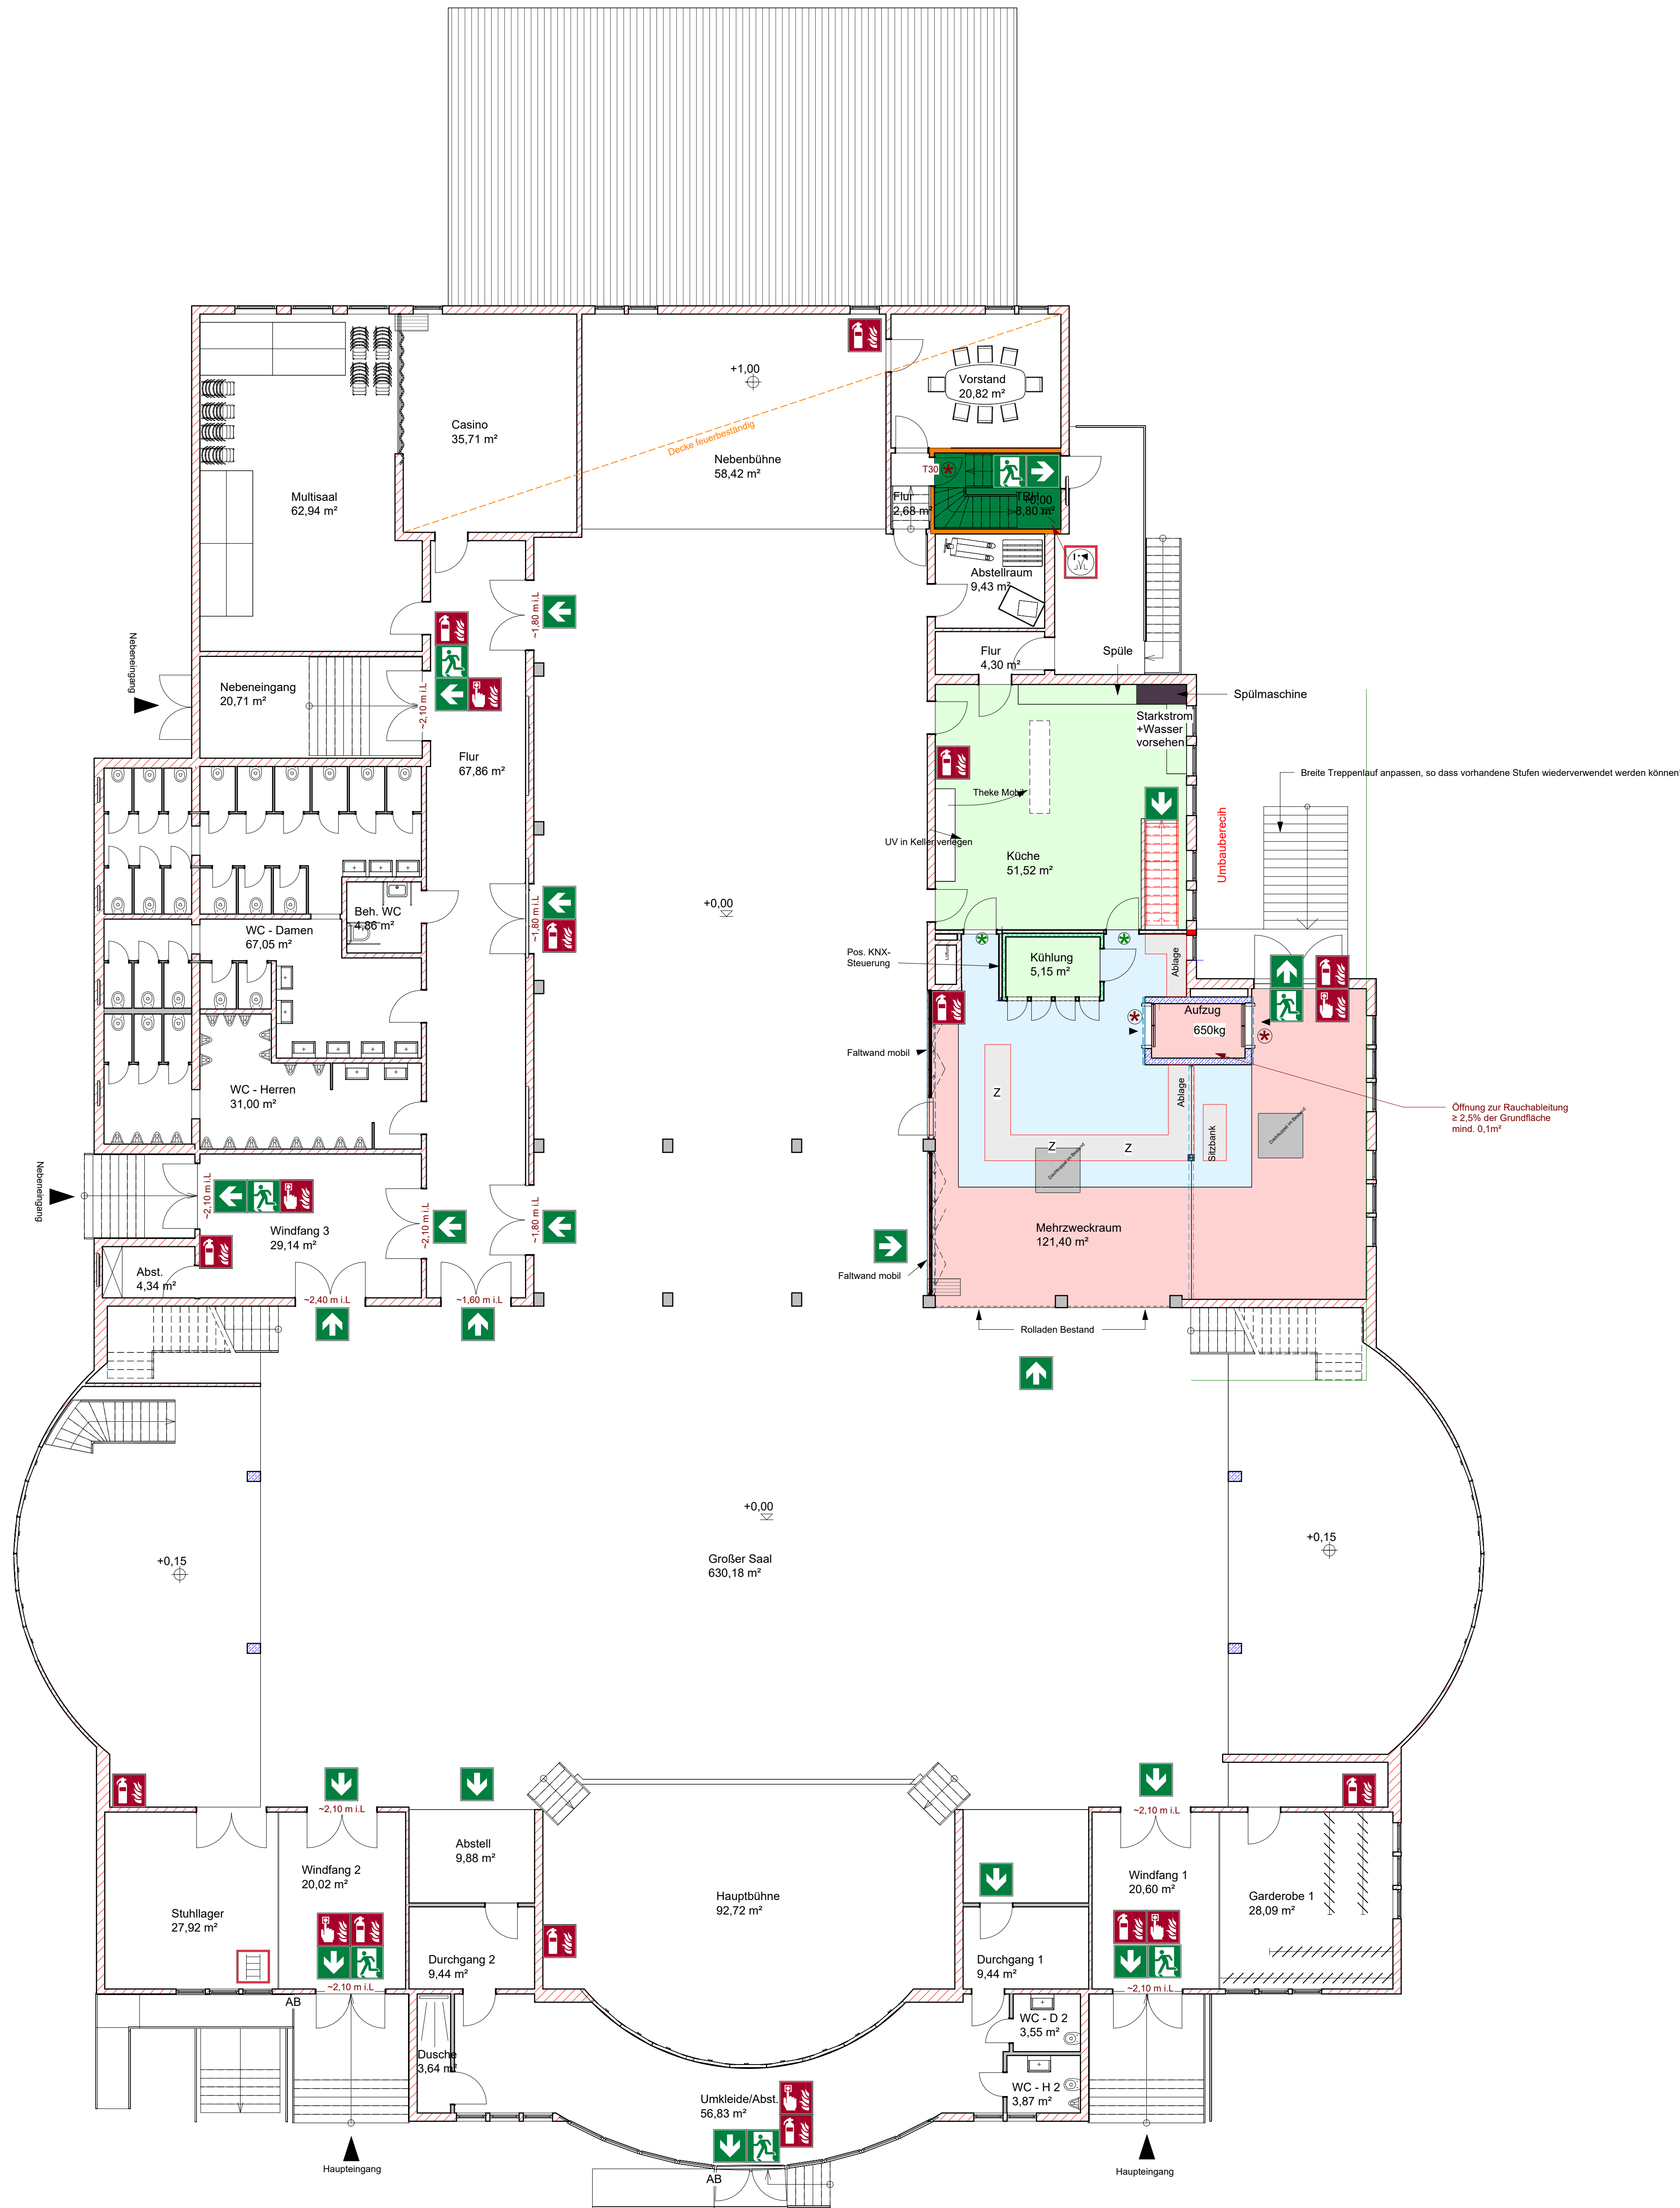 +1,00
Vorstand
20,82 m²
Casino
35,71 m²
Decke feuerbeständig
Nebenbühne
58,42 m²
T30
Multisaal
62,94 m²
Flur
2,68 m²
TRH
+0,00
8,80 m²
Abstellraum
9,43 m²
~1,80 m i.L
Nebeneingang
Nebeneingang
20,71 m²
~2,10 m i.L
Flur
4,30 m²
Spüle
Spülmaschine
Starkstrom
+Wasser
vorsehen
Flur
67,86 m²
Breite Treppenlauf anpassen, so dass vorhandene Stufen wiederverwendet werden können
Theke Mobil
UV in Keller verlegen
Küche
51,52 m²
Umbauberecih
+0,00
~1,80 m i.L
Beh. WC
4,86 m²
WC - Damen
67,05 m²
Pos. KNX-
Steuerung
Kühlung
5,15 m²
Ablage
Aufzug
650kg
Faltwand mobil
WC - Herren
31,00 m²
Z
Ablage
Öffnung zur Rauchableitung
≥ 2,5% der Grundfläche
mind. 0,1m²
Dachkuppel im Bestand
Sitzbank
Z
Z
Dachkuppel im Bestand
Nebeneingang
~2,10 m i.L
Windfang 3
29,14 m²
~2,10 m i.L
~1,80 m i.L
Mehrzweckraum
121,40 m²
Abst.
4,34 m²
Faltwand mobil
~2,40 m i.L
~1,60 m i.L
Rolladen Bestand
+0,00
+0,15
+0,15
Großer Saal
630,18 m²
~2,10 m i.L
~2,10 m i.L
Abstell
9,88 m²
Windfang 2
20,02 m²
Windfang 1
20,60 m²
Hauptbühne
92,72 m²
Garderobe 1
28,09 m²
Stuhllager
27,92 m²
Durchgang 2
9,44 m²
Durchgang 1
9,44 m²
~2,10 m i.L
~2,10 m i.L
AB
WC - D 2
3,55 m²
Dusche
3,64 m²
WC - H 2
3,87 m²
Umkleide/Abst.
56,83 m²
Haupteingang
Haupteingang
AB